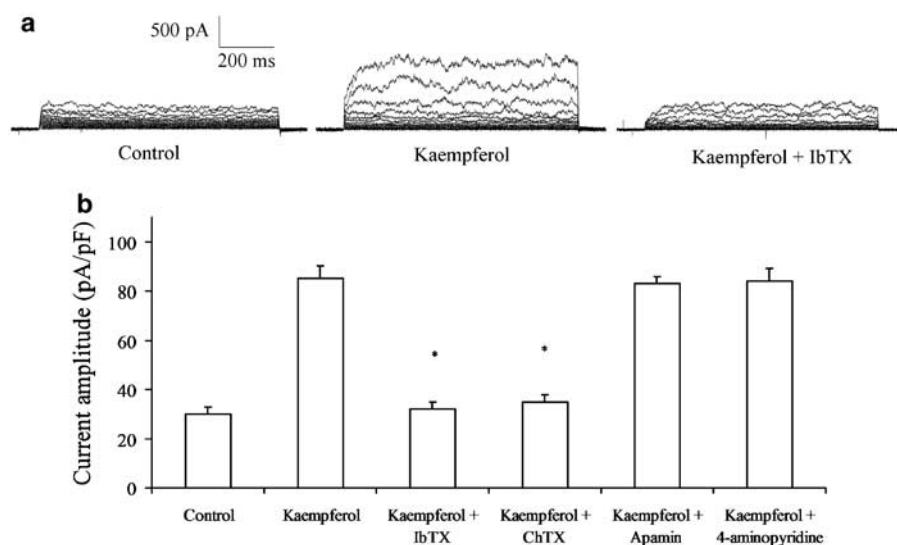 a
500 pA
200 ms
Control
Kaempferol
Kaempferol + IbTX
b
Current amplitude (pA/pF)
100
80
60
40
20
0
*
*
Control
Kaempferol
Kaempferol +
IbTX
Kaempferol +
ChTX
Kaempferol +
Apamin
Kaempferol +
4-aminopyridine